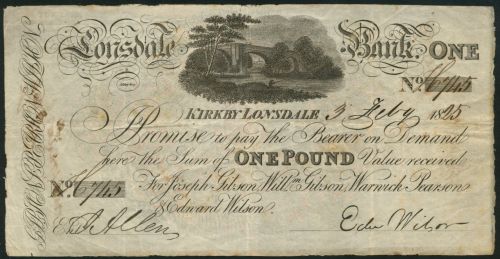 Lonsdale Bank. ONE
No. 6745
KIRKBY LONSDALE 3 Feby 1825
Promise to pay the Bearer on Demand
here the Sum of ONE POUND Value received
No. 6745 For Joseph Gibson, Willm Gibson, Warwick Pearson
& Edward Wilson.
Allen Edw Wilson